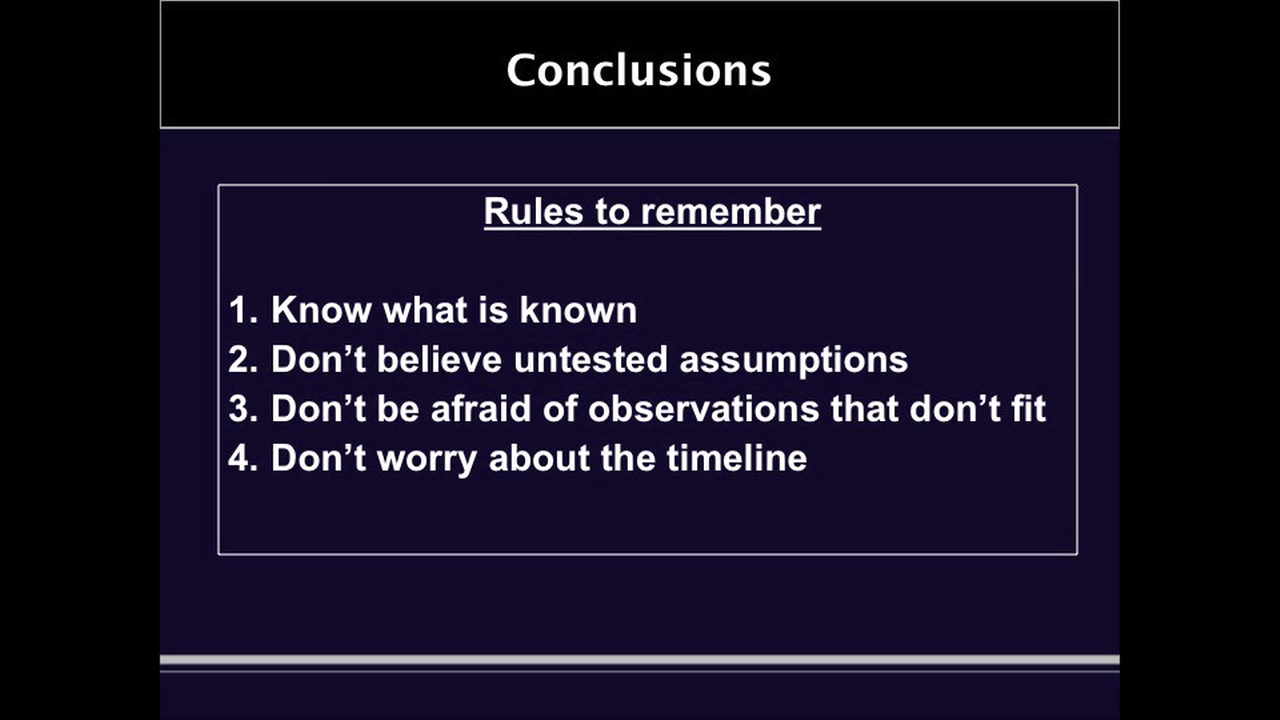 Conclusions
Rules to remember
1. Know what is known
2. Don’t believe untested assumptions
3. Don’t be afraid of observations that don’t fit
4. Don’t worry about the timeline